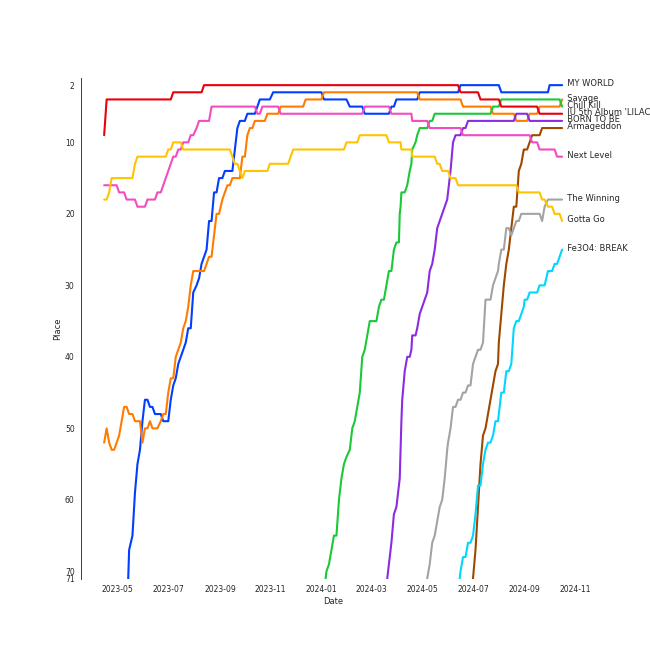 2
10
20
30
40
50
60
70
71
Place
2023-05
2023-07
2023-09
2023-11
2024-01
2024-03
2024-05
2024-07
2024-09
2024-11
Date
MY WORLD
Savage
Chill Kill
IU 5th Album 'LILAC
BORN TO BE
Armageddon
Next Level
The Winning
Gotta Go
Fe3O4: BREAK